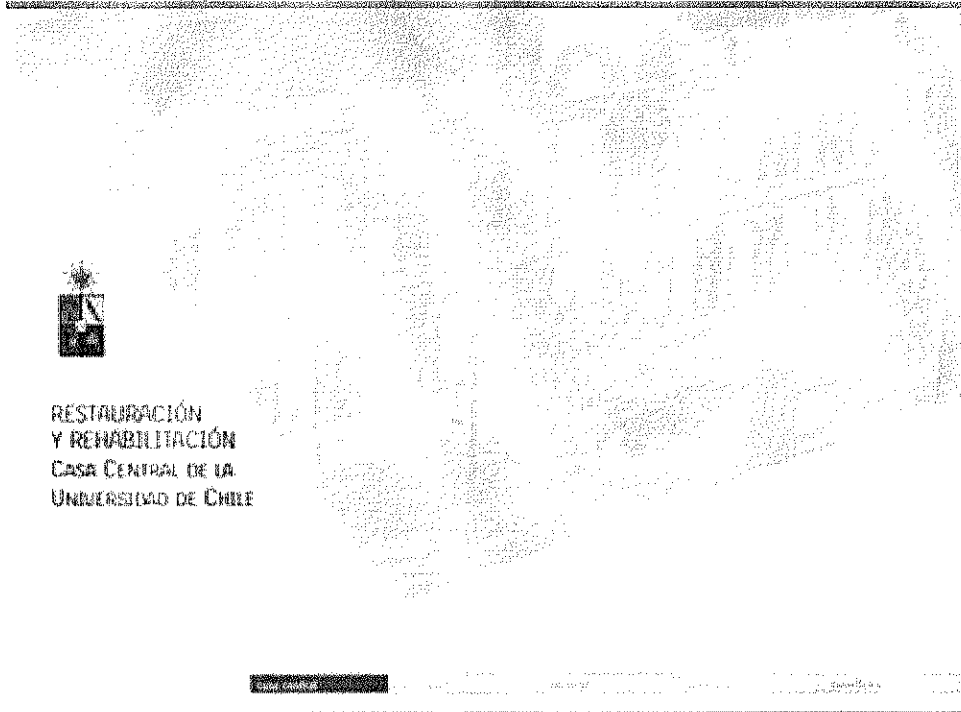 RESTAURACIÓN
Y REHABILITACIÓN
CASA CENTRAL DE LA
UNIVERSIDAD DE CHILE